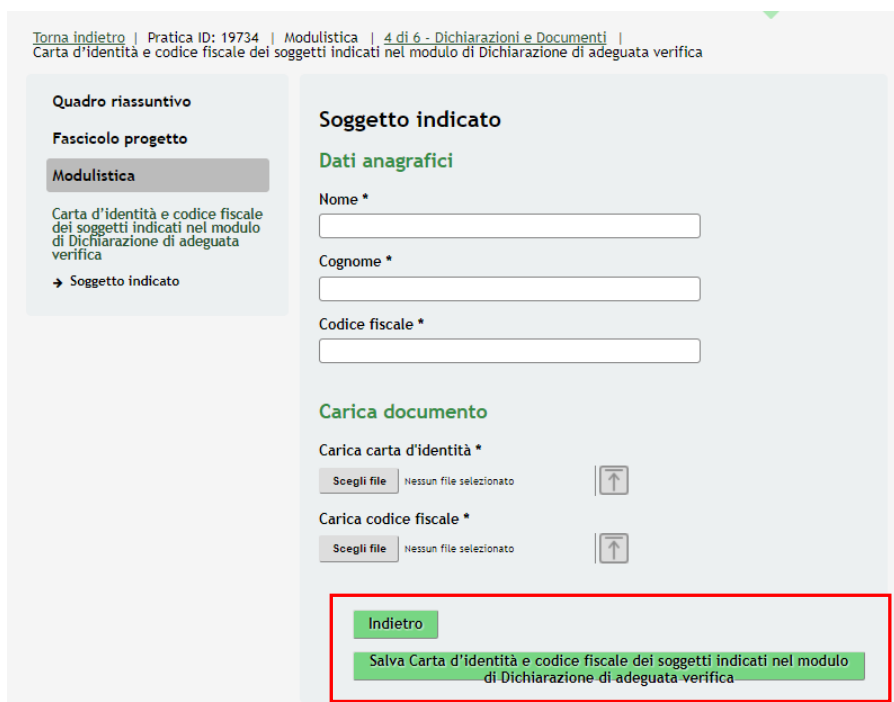 Torna indietro | Pratica ID: 19734 | Modulistica | 4 di 6 - Dichiarazioni e Documenti |
Carta d'identità e codice fiscale dei soggetti indicati nel modulo di Dichiarazione di adeguata verifica
Quadro riassuntivo
Fascicolo progetto
Modulistica
Carta d'identità e codice fiscale
dei soggetti indicati nel modulo
di Dichiarazione di adeguata
verifica
→ Soggetto indicato
Soggetto indicato
Dati anagrafici
Nome *
Cognome *
Codice fiscale *
Carica documento
Carica carta d'identità *
Scegli file Nessun file selezionato
Carica codice fiscale *
Scegli file Nessun file selezionato
Indietro
Salva Carta d'identità e codice fiscale dei soggetti indicati nel modulo
di Dichiarazione di adeguata verifica